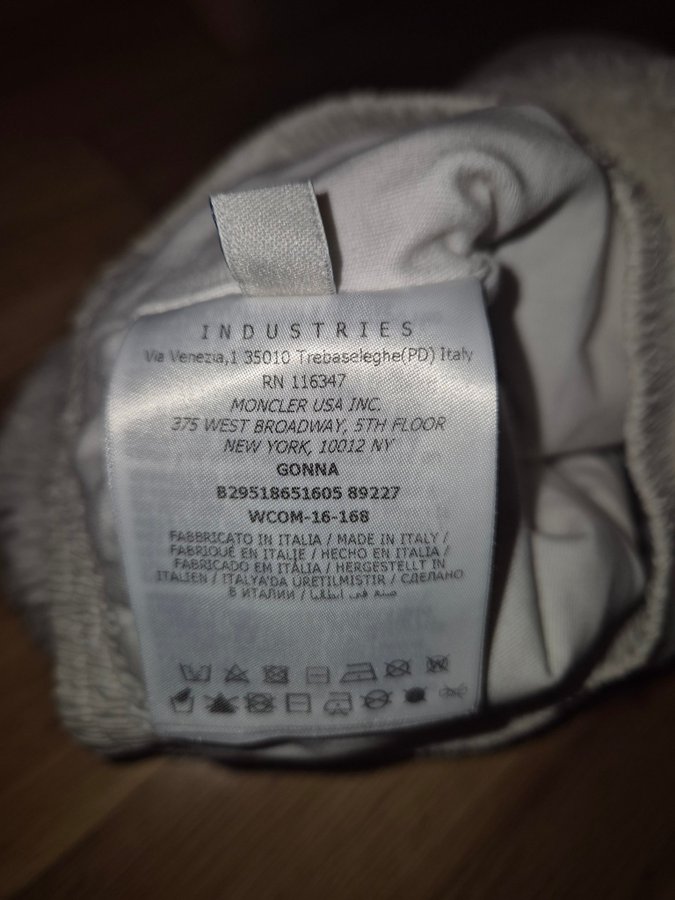 INDUSTRIES
Via Venezia,1 35010 Trebaseleghe(PD) Italy
RN 116347
MONCLER USA INC.
375 WEST BROADWAY, 5TH FLOOR
NEW YORK, 10012 NY
GONNA
B29518651605 89227
WCOM-16-168
FABBRICATO IN ITALIA / MADE IN ITALY /
FABRIQUÉ EN ITALIE / HECHO EN ITALIA /
FABRICADO EM ITÁLIA / HERGESTELLT IN
ITALIEN / ITALYA'DA ÜRETILMISTIR / СДЕЛАНО
В ИТАЛИИ / صنع في إيطاليا